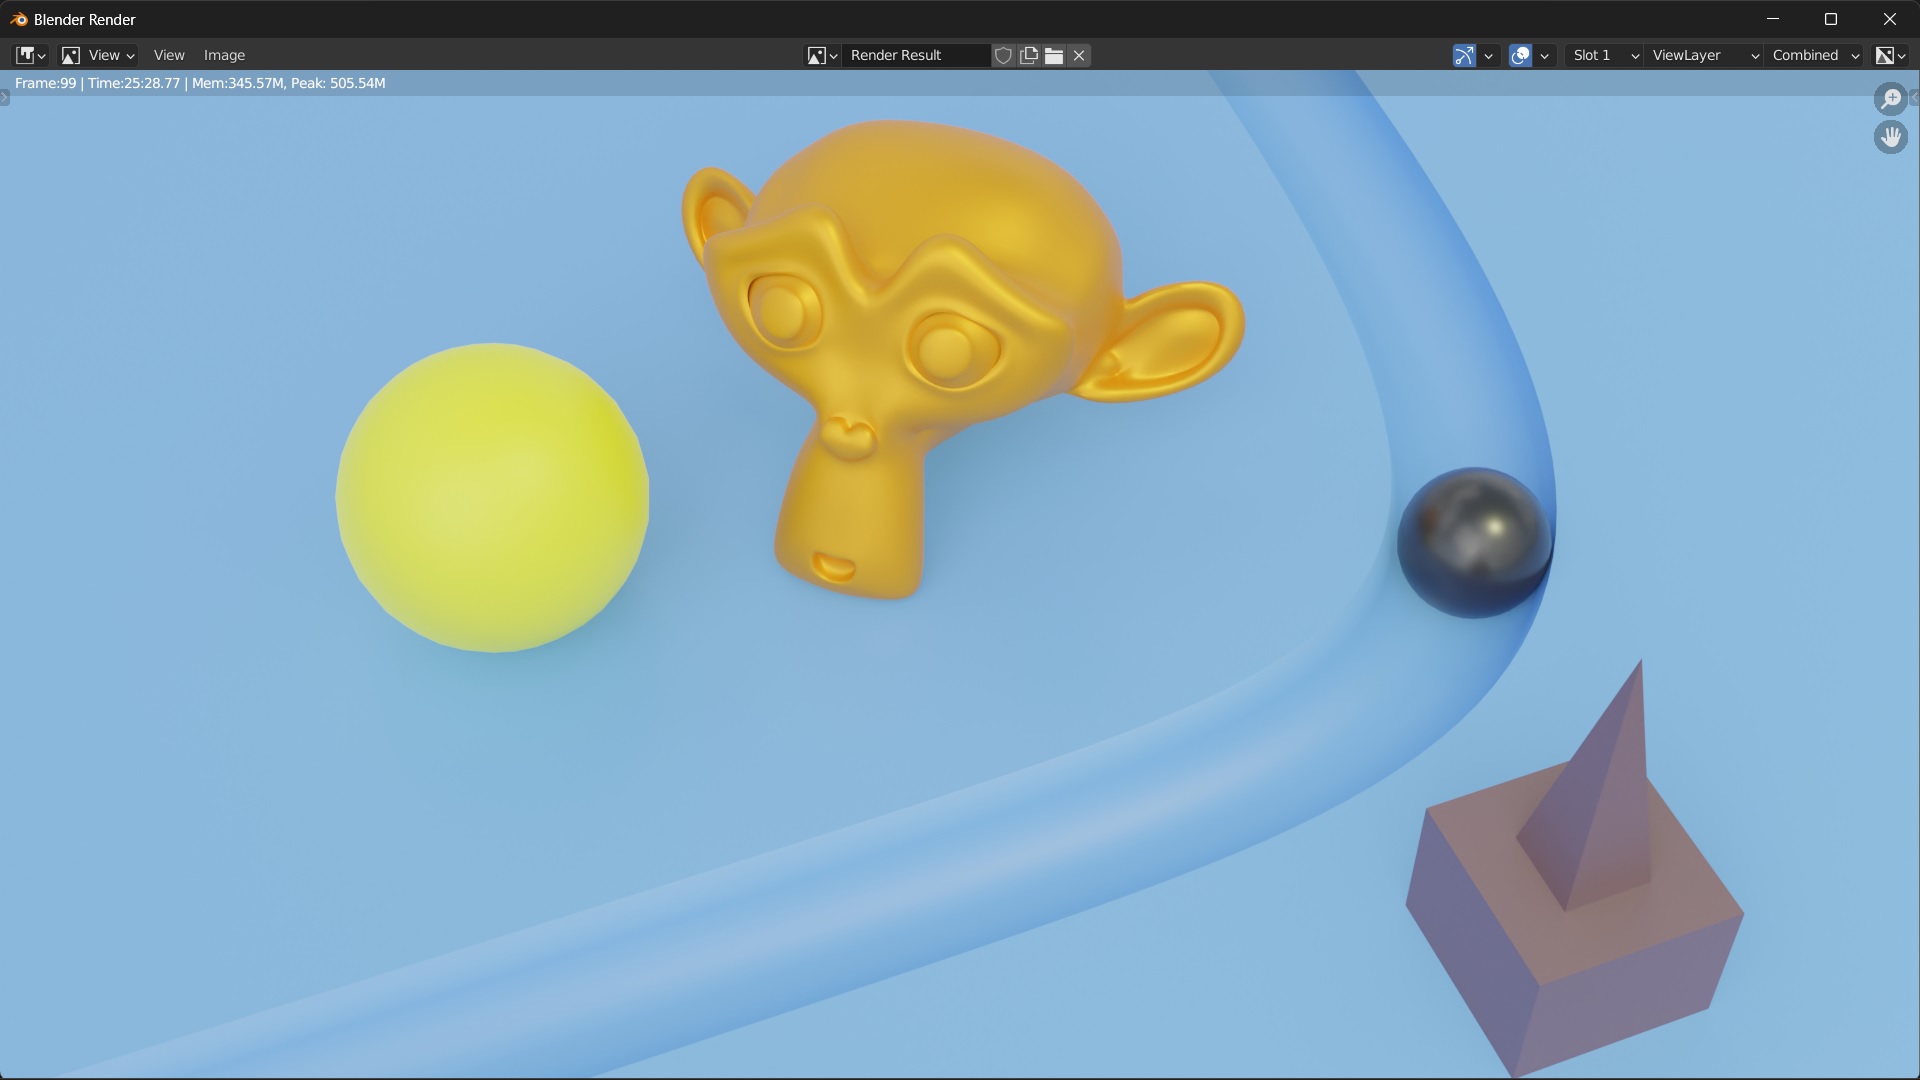 Blender Render
View View Image Render Result Slot 1 ViewLayer Combined
Frame:99 | Time:25:28.77 | Mem:345.57M, Peak: 505.54M